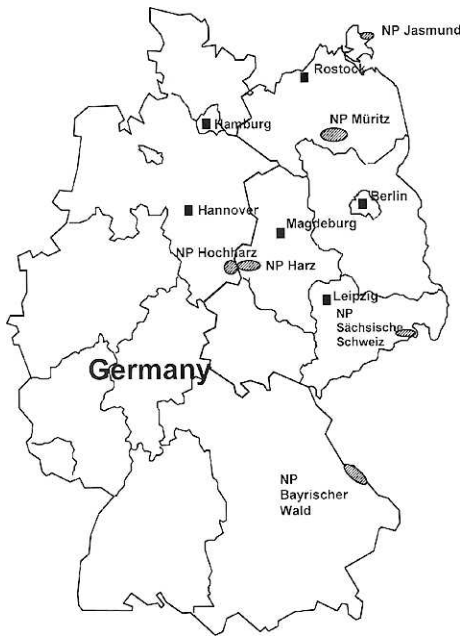 NP Jasmund
Rostock
NP Müritz
Hamburg
Berlin
Hannover
Magdeburg
NP Hochharz
NP Harz
Leipzig
NP
Sächsische
Schweiz
Germany
NP
Bayrischer
Wald